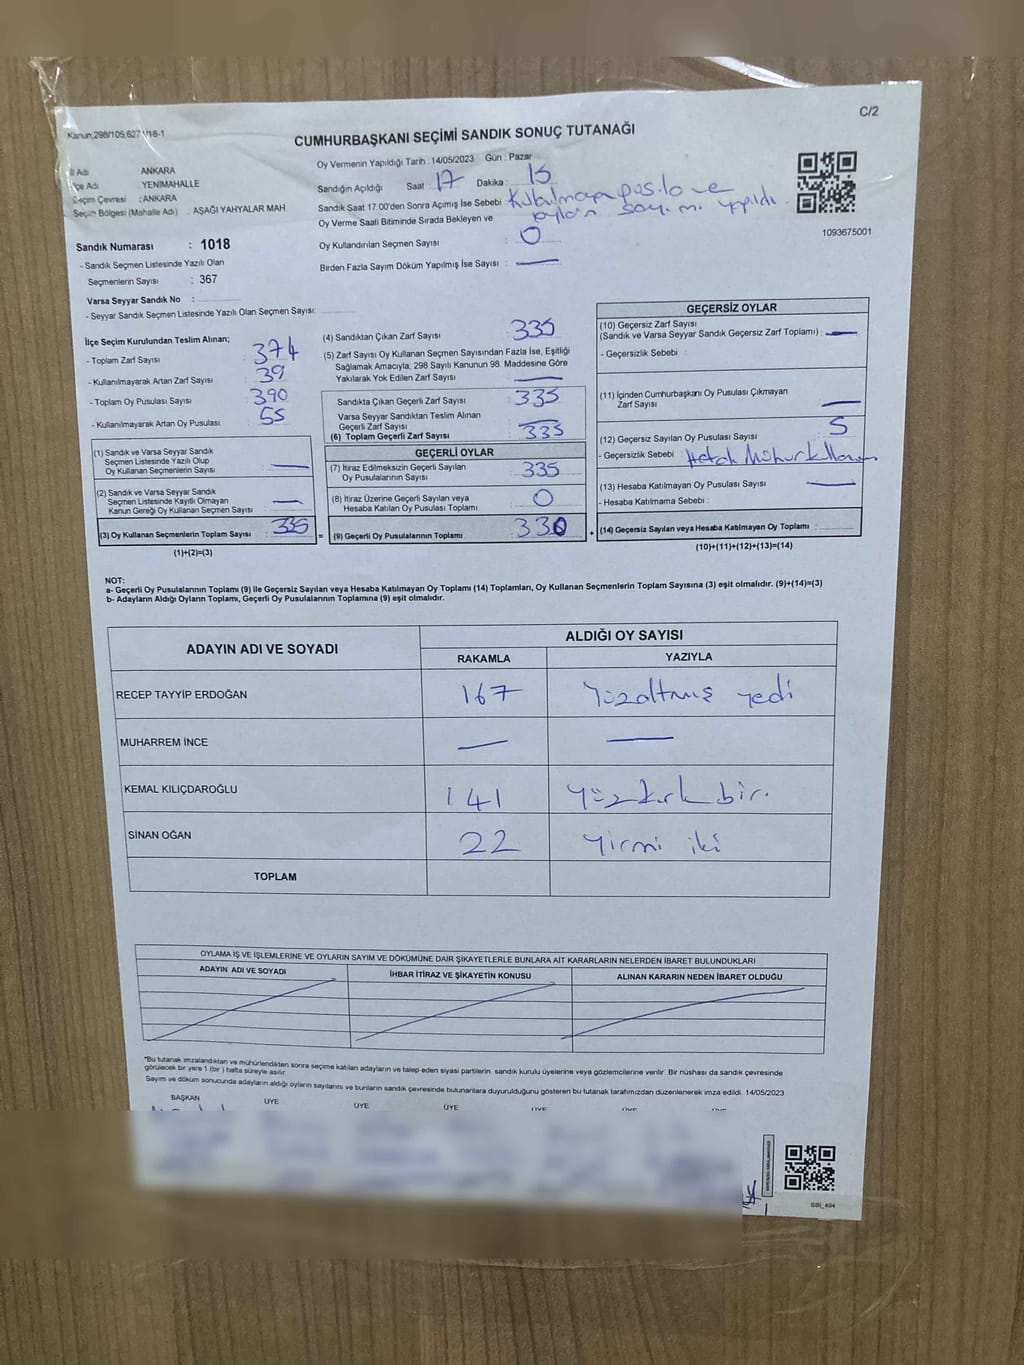 C/2
Kanun,298/105,627
18-1
CUMHURBAŞKANI SEÇİMİ SANDIK SONUÇ TUTANAĞI
İl Adı ANKARA
İlçe Adı YENİMAHALLE
Seçim Çevresi : ANKARA
Seçim Bölgesi (Mahalle Adı) : AŞAĞI YAHYALAR MAH.
Oy Vermenin Yapıldığı Tarih : 14/05/2023 Gün : Pazar
Sandığın Açıldığı Saat : 17 Dakika : 15
Sandık Saat 17:00'den Sonra Açımış İse Sebebi : Kullanılmayan pusula ve
oyların sayımı yapıldı.
Oy Verme Saati Bitiminde Sırada Bekleyen ve
Oy Kullandırılan Seçmen Sayısı : 0
Birden Fazla Sayım Döküm Yapılmış İse Sayısı : —
1093675001
Sandık Numarası : 1018
- Sandık Seçmen Listesinde Yazılı Olan
Seçmenlerin Sayısı : 367
Varsa Seyyar Sandık No :
- Seyyar Sandık Seçmen Listesinde Yazılı Olan Seçmen Sayısı:
İlçe Seçim Kurulundan Teslim Alınan;
- Toplam Zarf Sayısı : 374
- Kullanılmayarak Artan Zarf Sayısı : 39
- Toplam Oy Pusulası Sayısı : 390
- Kullanılmayarak Artan Oy Pusulası : 55
(1) Sandık ve Varsa Seyyar Sandık
Seçmen Listesinde Yazılı Olup
Oy Kullanan Seçmenlerin Sayısı : —
(2) Sandık ve Varsa Seyyar Sandık
Seçmen Listesinde Kayıtlı Olmayan
Kanun Gereği Oy Kullanan Seçmen Sayısı : —
(3) Oy Kullanan Seçmenlerin Toplam Sayısı : 335
(1)+(2)=(3)
(4) Sandıktan Çıkan Zarf Sayısı : 335
(5) Zarf Sayısı Oy Kullanan Seçmen Sayısından Fazla İse, Eşitliği
Sağlamak Amacıyla, 298 Sayılı Kanunun 98. Maddesine Göre
Yakılarak Yok Edilen Zarf Sayısı : —
Sandıkta Çıkan Geçerli Zarf Sayısı : 335
Varsa Seyyar Sandıktan Teslim Alınan
Geçerli Zarf Sayısı : —
(6) Toplam Geçerli Zarf Sayısı : 335
GEÇERLİ OYLAR
(7) İtiraz Edilmeksizin Geçerli Sayılan
Oy Pusulası Sayısı : 335
(8) İtiraz Üzerine Geçerli Sayılan veya
Hesaba Katılan Oy Pusulası Toplamı : 0
= (9) Geçerli Oy Pusulalarının Toplamı : 330 +
GEÇERSİZ OYLAR
(10) Geçersiz Zarf Sayısı
(Sandık ve Varsa Seyyar Sandık Geçersiz Zarf Toplamı) : —
- Geçersizlik Sebebi :
(11) İçinden Cumhurbaşkanı Oy Pusulası Çıkmayan
Zarf Sayısı : —
(12) Geçersiz Sayılan Oy Pusulası Sayısı : 5
- Geçersizlik Sebebi : Hatalı Mühür kullanımı
(13) Hesaba Katılmayan Oy Pusulası Sayısı : —
- Hesaba Katılmama Sebebi :
(14) Geçersiz Sayılan veya Hesaba Katılmayan Oy Toplamı :
(10)+(11)+(12)+(13)=(14)
NOT:
a- Geçerli Oy Pusulalarının Toplamı (9) ile Geçersiz Sayılan veya Hesaba Katılmayan Oy Toplamı (14) Toplamları, Oy Kullanan Seçmenlerin Toplam Sayısına (3) eşit olmalıdır. (9)+(14)=(3)
b- Adayların Aldığı Oyların Toplamı, Geçerli Oy Pusulalarının Toplamına (9) eşit olmalıdır.
ADAYIN ADI VE SOYADI ALDIĞI OY SAYISI
RAKAMLA YAZIYLA
RECEP TAYYİP ERDOĞAN 167 Yüzaltmış yedi
MUHARREM İNCE — —
KEMAL KILIÇDAROĞLU 141 Yüzkırk bir.
SİNAN OĞAN 22 Yirmi iki
TOPLAM
OYLAMA İŞ VE İŞLEMLERİNE VE OYLARIN SAYIM VE DÖKÜMÜNE DAİR ŞİKAYETLERLE BUNLARA AİT KARARLARIN NELERDEN İBARET BULUNDUKLARI
ADAYIN ADI VE SOYADI İHBAR İTİRAZ VE ŞİKAYETİN KONUSU ALINAN KARARIN NEDEN İBARET OLDUĞU
*Bu tutanak imzalandıktan ve mühürlendikten sonra seçime katılan adayların ve talep eden siyasi partilerin sandık kurulu üyelerine veya gözlemcilerine verilir. Bir nüshası da sandık çevresinde
görülecek bir yere 1 (bir) hafta süreyle asılır
Sayım ve döküm sonucunda adayların aldığı oyların sayılarını ve bunların sandık çevresinde bulunanlara duyurulduğunu gösteren bu tutanak tarafımızdan düzenlenerek imza edildi. 14/05/2023
BAŞKAN ÜYE ÜYE ÜYE ÜYE ÜYE ÜYE
SSİ_404